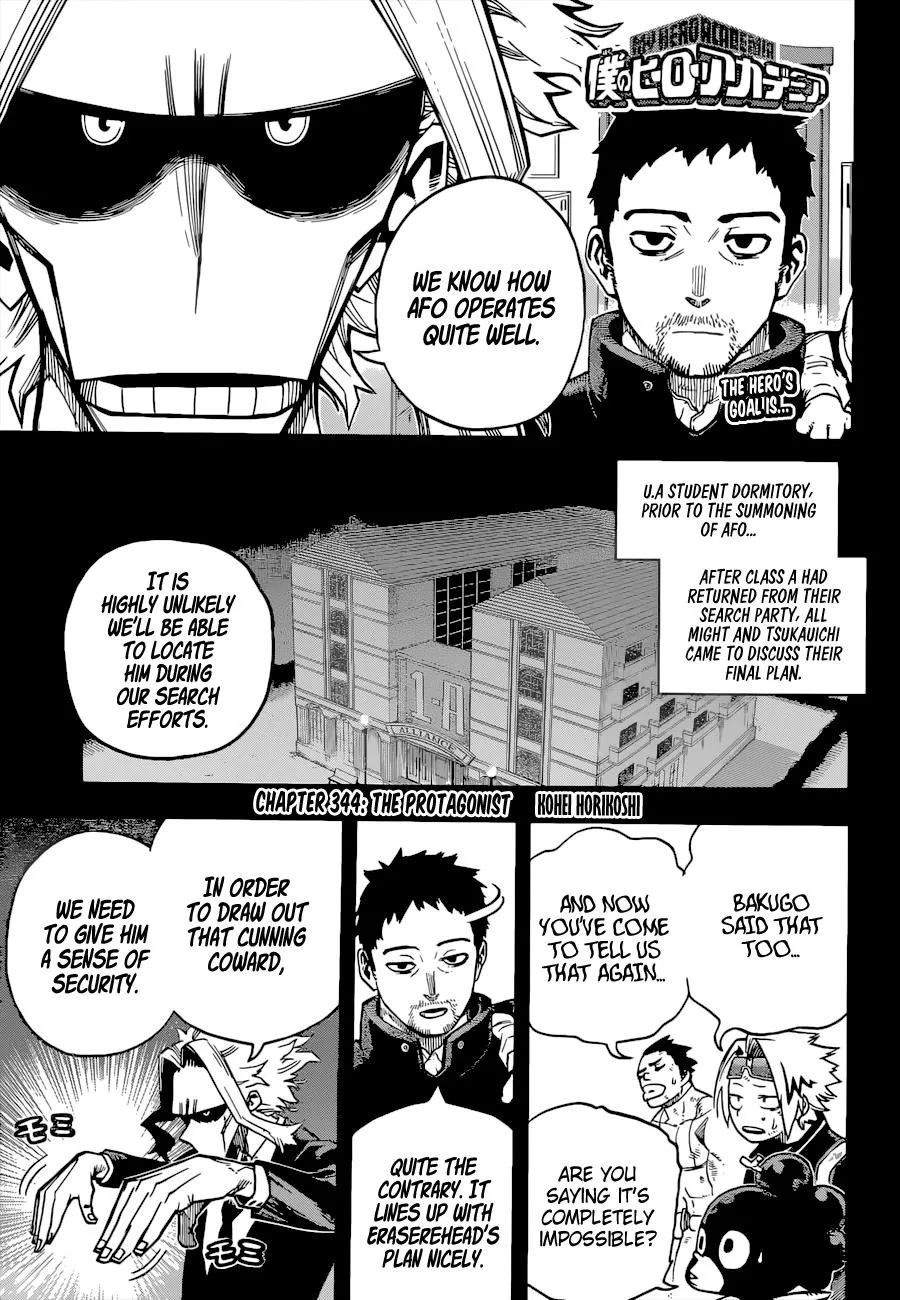 MY HERO ACADEMIA
僕のヒーローアカデミア
WE KNOW HOW
AFO OPERATES
QUITE WELL.
THE HERO'S
GOAL IS...
U.A STUDENT DORMITORY,
PRIOR TO THE SUMMONING
OF AFO...
AFTER CLASS A HAD
RETURNED FROM THEIR
SEARCH PARTY, ALL
MIGHT AND TSUKAUICHI
CAME TO DISCUSS THEIR
FINAL PLAN.
IT IS
HIGHLY UNLIKELY
WE'LL BE ABLE
TO LOCATE
HIM DURING
OUR SEARCH
EFFORTS.
1-A
ALLIANCE
CHAPTER 344: THE PROTAGONIST
KOHEI HORIKOSHI
BAKUGO
SAID THAT
TOO...
AND NOW
YOU'VE COME
TO TELL US
THAT AGAIN...
ARE YOU
SAYING IT'S
COMPLETELY
IMPOSSIBLE?
QUITE THE
CONTRARY. IT
LINES UP WITH
ERASEREHEAD'S
PLAN NICELY.
IN ORDER
TO DRAW OUT
THAT CUNNING
COWARD,
WE NEED
TO GIVE HIM
A SENSE OF
SECURITY.
モミ
モミ